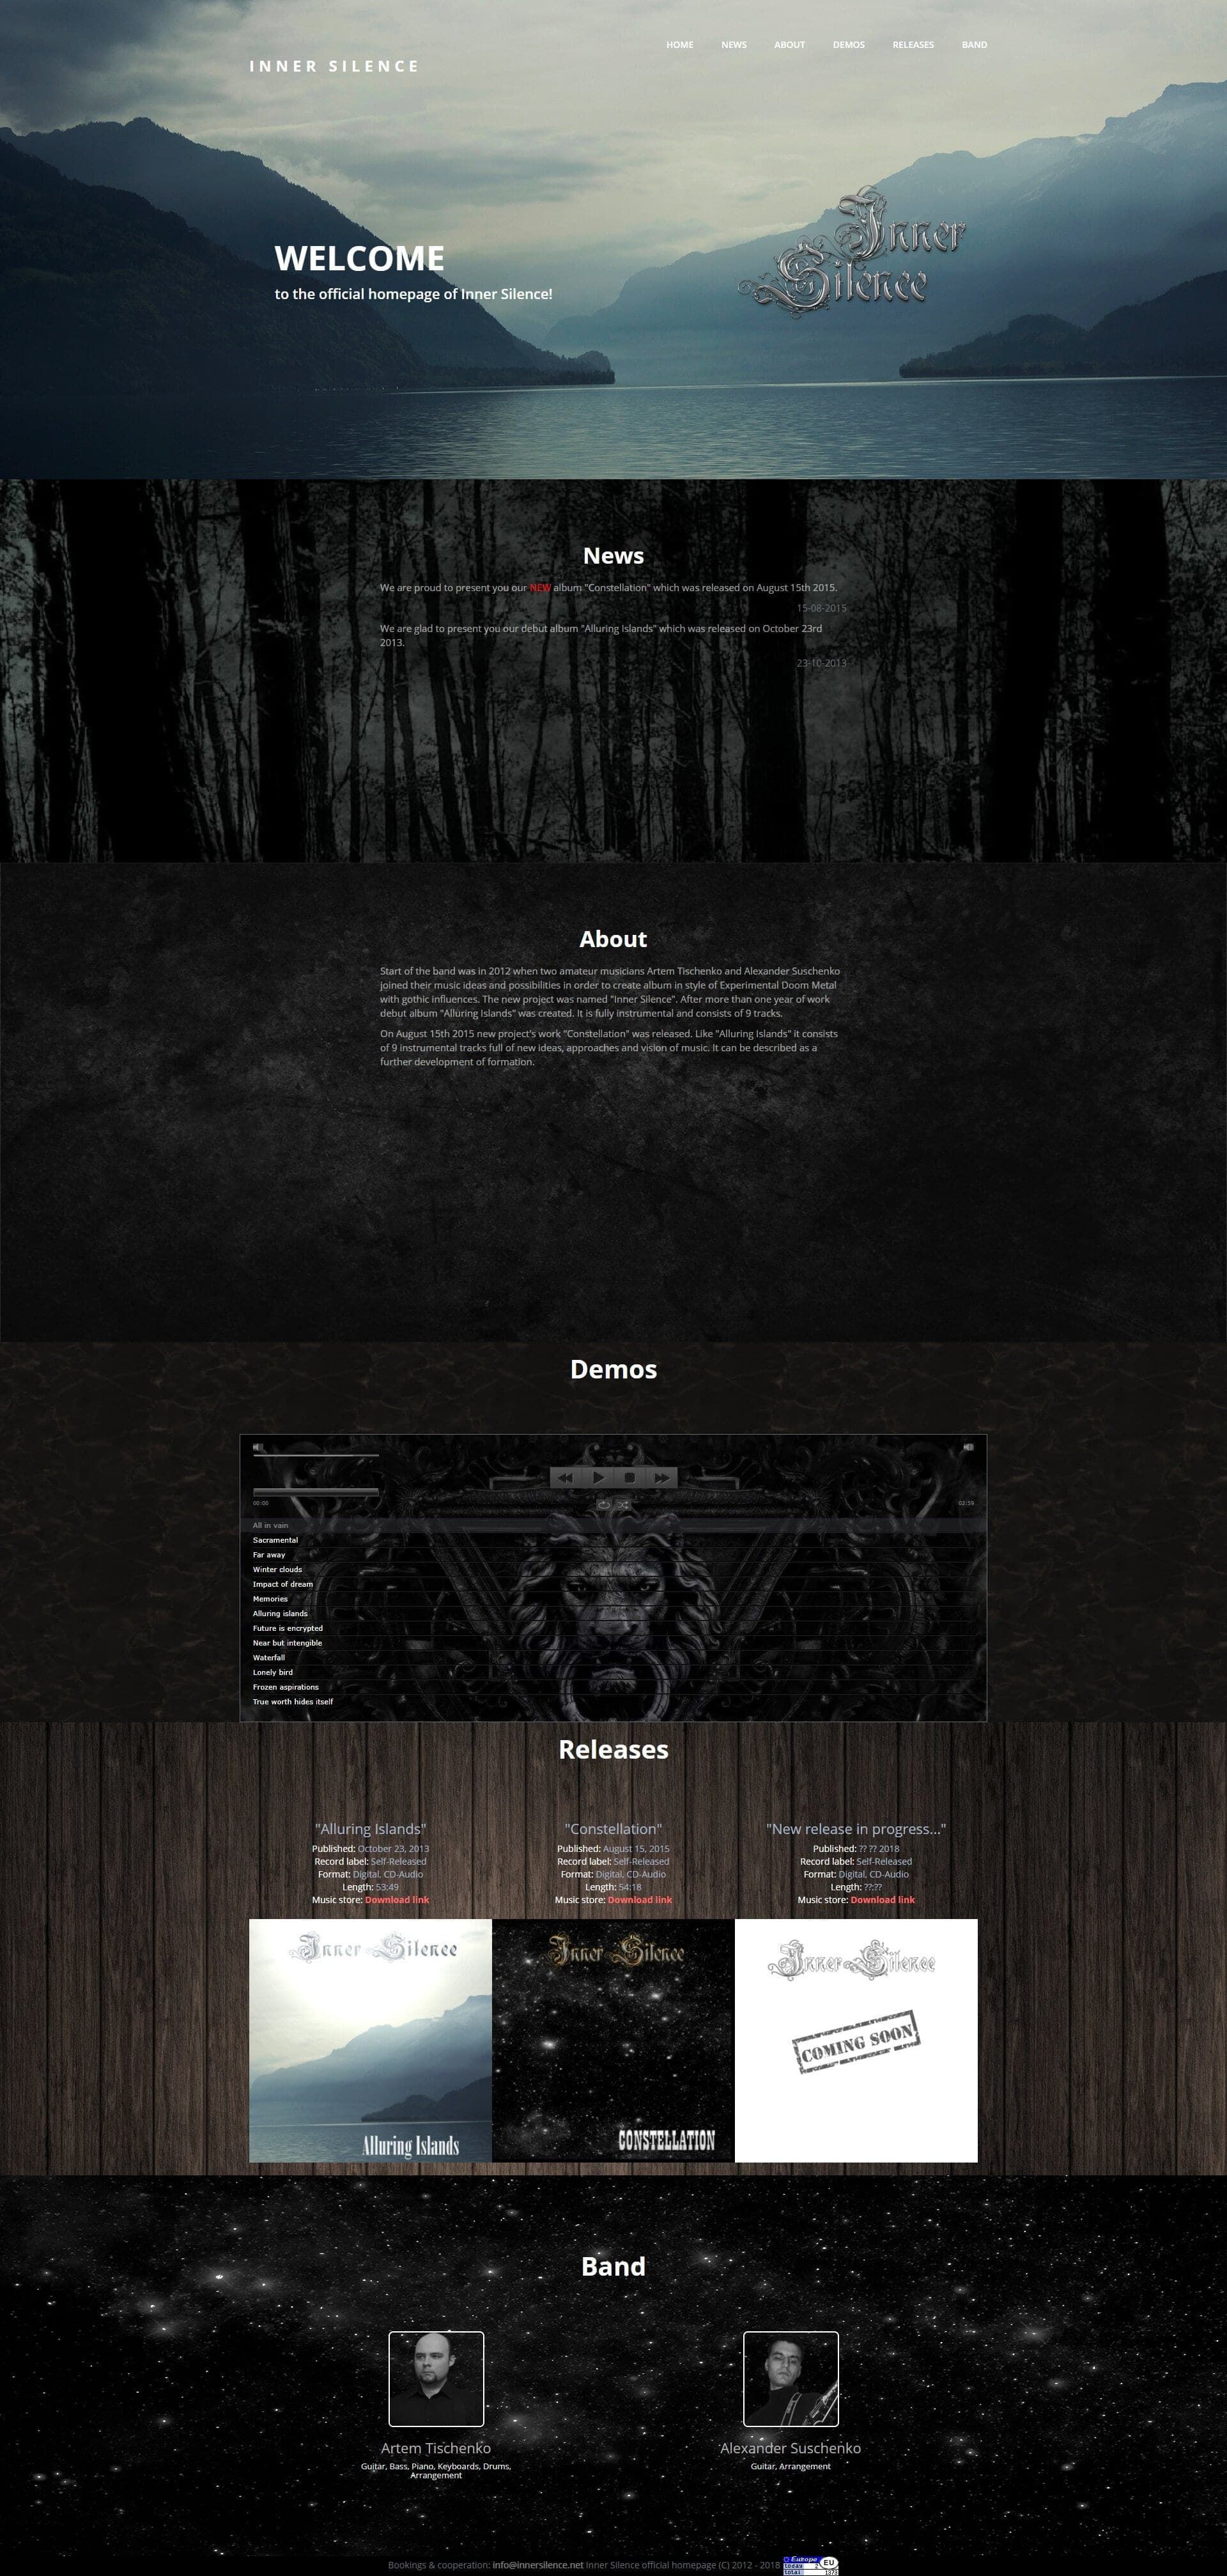 HOME NEWS ABOUT DEMOS RELEASES BAND
INNER SILENCE
Inner
Silence
WELCOME
to the official homepage of Inner Silence!
News
We are proud to present you our NEW album "Constellation" which was released on August 15th 2015.
15-08-2015
We are glad to present you our debut album "Alluring Islands" which was released on October 23rd
2013.
23-10-2013
About
Start of the band was in 2012 when two amateur musicians Artem Tischenko and Alexander Suschenko
joined their music ideas and possibilities in order to create album in style of Experimental Doom Metal
with gothic influences. The new project was named "Inner Silence". After more than one year of work
debut album "Alluring Islands" was created. It is fully instrumental and consists of 9 tracks.
On August 15th 2015 new project's work "Constellation" was released. Like "Alluring Islands" it consists
of 9 instrumental tracks full of new ideas, approaches and vision of music. It can be described as a
further development of formation.
Demos
00:00 02:59
All in vain
Sacramental
Far away
Winter clouds
Impact of dream
Memories
Alluring islands
Future is encrypted
Near but intangible
Waterfall
Lonely bird
Frozen aspirations
True worth hides itself
Releases
"Alluring Islands"
Published: October 23, 2013
Record label: Self-Released
Format: Digital, CD-Audio
Length: 53:49
Music store: Download link
Inner Silence
Alluring Islands
"Constellation"
Published: August 15, 2015
Record label: Self-Released
Format: Digital, CD-Audio
Length: 54:18
Music store: Download link
Inner Silence
CONSTELLATION
"New release in progress..."
Published: ?? ?? 2018
Record label: Self-Released
Format: Digital, CD-Audio
Length: ??:??
Music store: Download link
Inner Silence
COMING SOON
Band
Artem Tischenko
Guitar, Bass, Piano, Keyboards, Drums,
Arrangement
Alexander Suschenko
Guitar, Arrangement
Bookings & cooperation: info@innersilence.net Inner Silence official homepage (C) 2012 - 2018
Europe EU
today
total